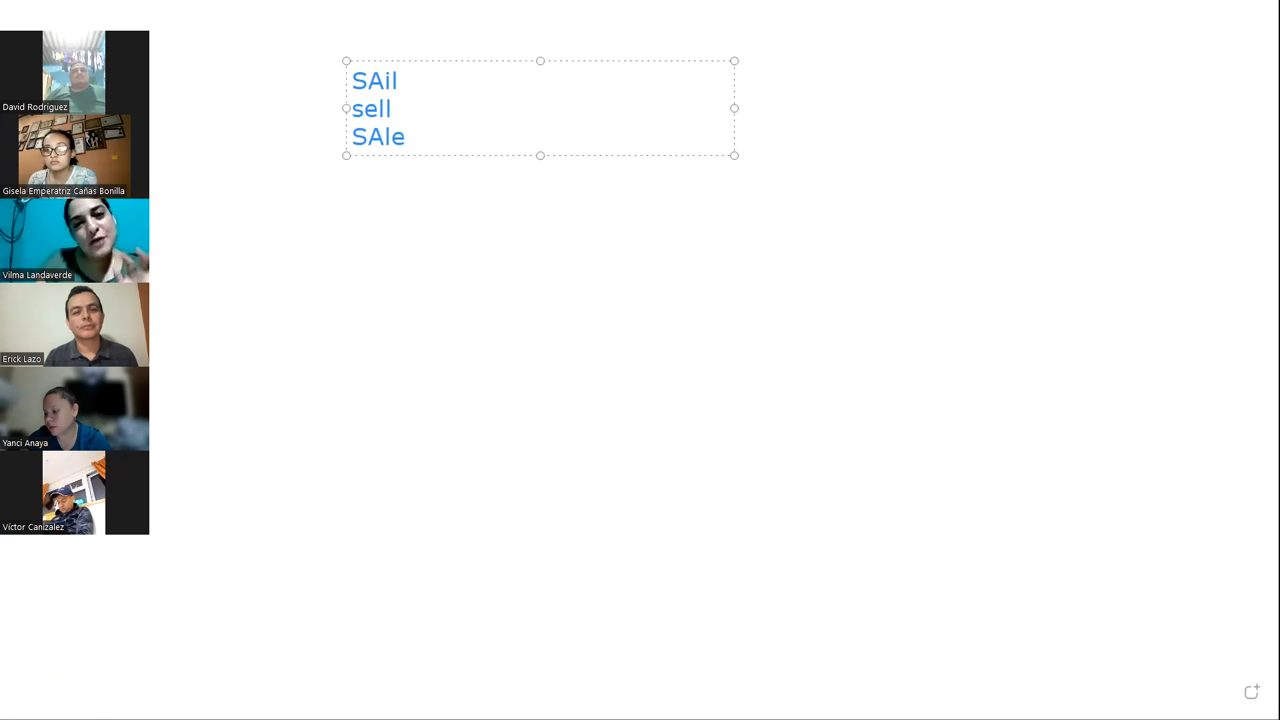 SAil
sell
SAle
David Rodriguez
Gisela Emperatriz Cañas Bonilla
Vilma Landaverde
Erick Lazo
Yanci Anaya
Víctor Canizalez